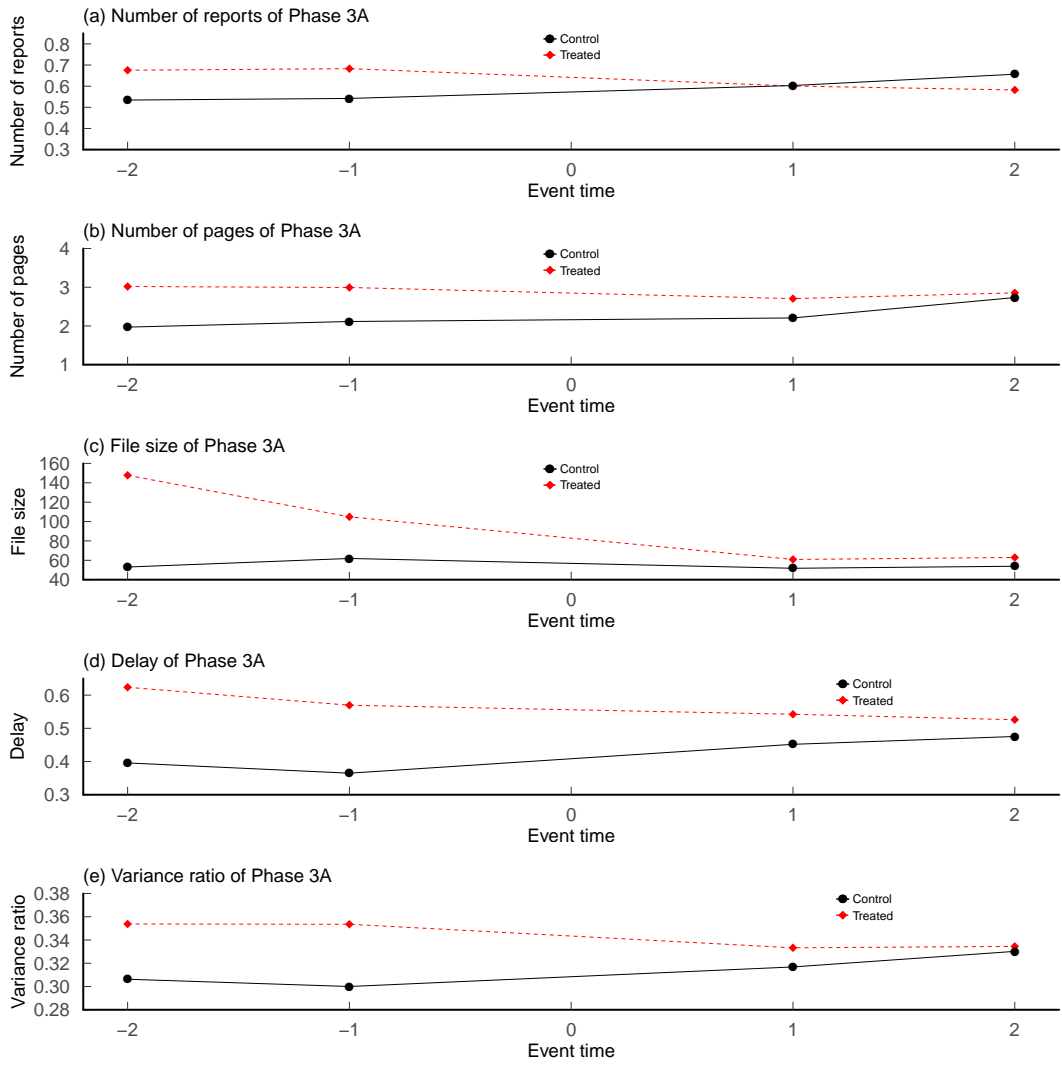 (a) Number of reports of Phase 3A
Number of reports
0.8
0.7
0.6
0.5
0.4
0.3
Control
Treated
−2 −1 0 1 2
Event time
(b) Number of pages of Phase 3A
Number of pages
4
3
2
1
Control
Treated
−2 −1 0 1 2
Event time
(c) File size of Phase 3A
File size
160
140
120
100
80
60
40
Control
Treated
−2 −1 0 1 2
Event time
(d) Delay of Phase 3A
Delay
0.6
0.5
0.4
0.3
Control
Treated
−2 −1 0 1 2
Event time
(e) Variance ratio of Phase 3A
Variance ratio
0.38
0.36
0.34
0.32
0.30
0.28
Control
Treated
−2 −1 0 1 2
Event time